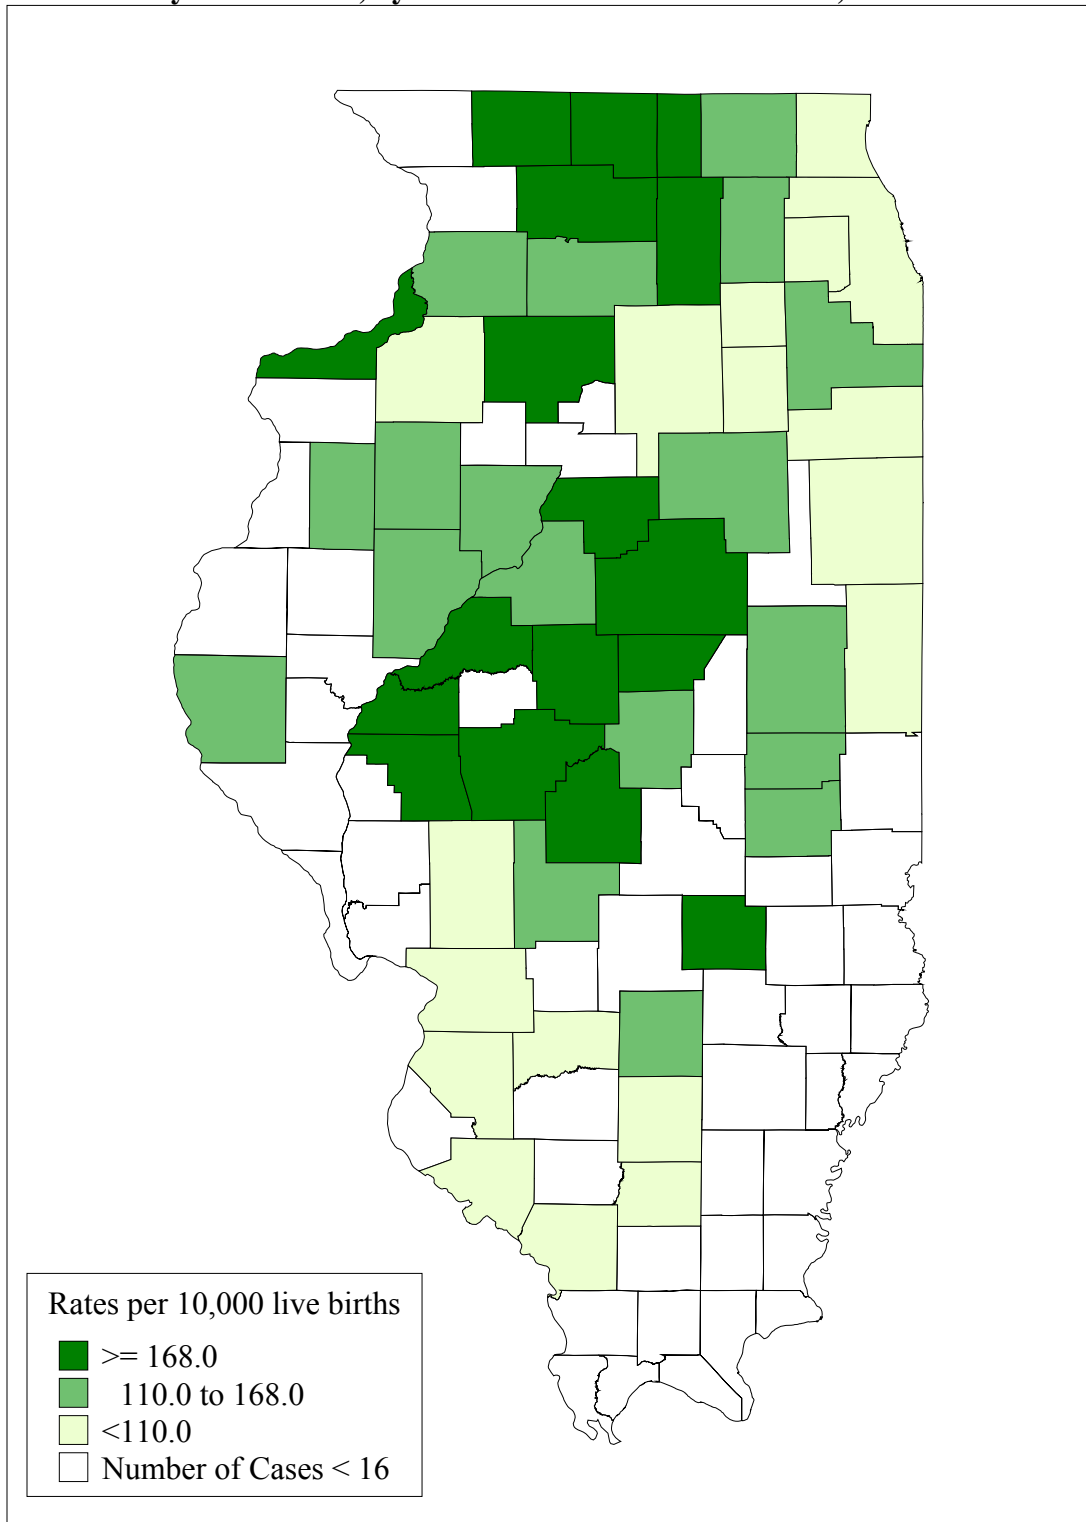 Rates per 10,000 live births
>= 168.0
110.0 to 168.0
<110.0
Number of Cases < 16